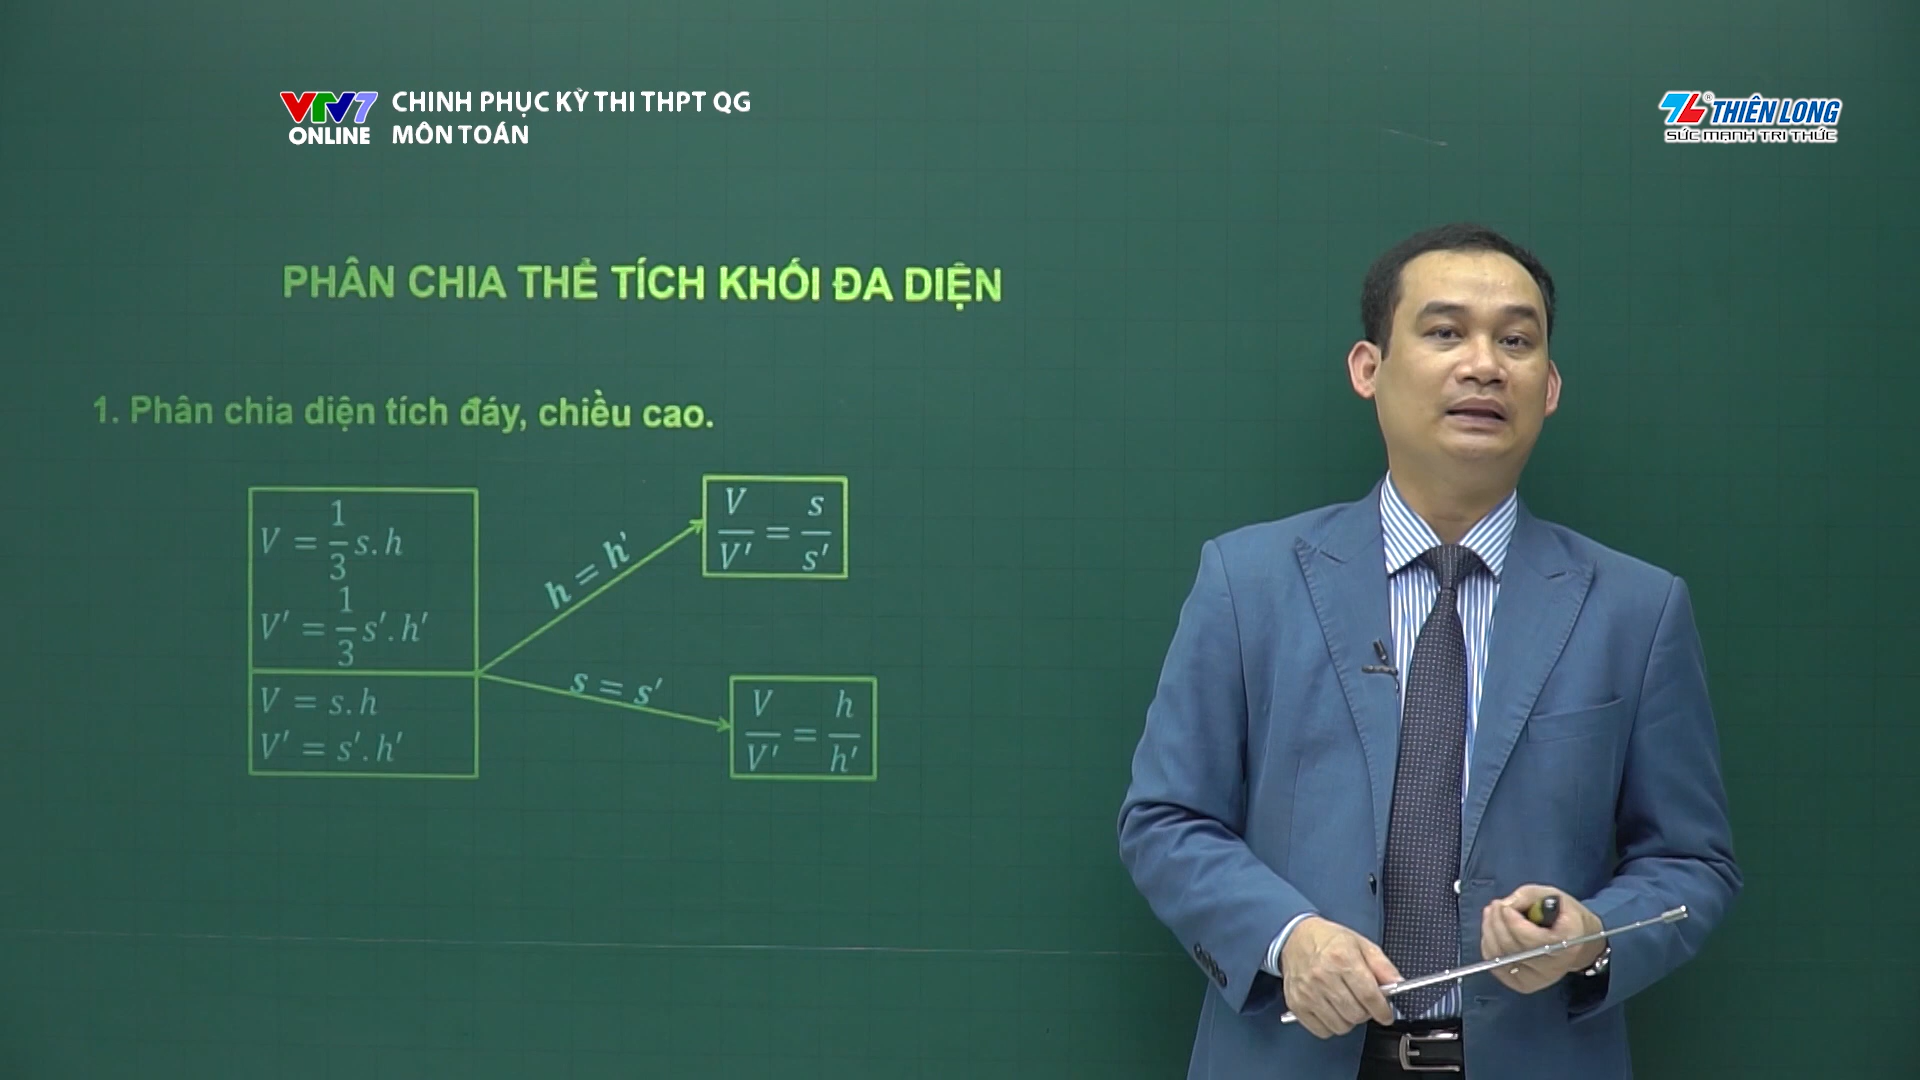 VTV7
ONLINE
CHINH PHỤC KỲ THI THPT QG
MÔN TOÁN
TL® THIÊN LONG
SỨC MẠNH TRI THỨC
PHÂN CHIA THỂ TÍCH KHỐI ĐA DIỆN
1. Phân chia diện tích đáy, chiều cao.
V = 1/3 s.h
V' = 1/3 s'.h'
V = s.h
V' = s'.h'
h = h'
V/V' = s/s'
s = s'
V/V' = h/h'